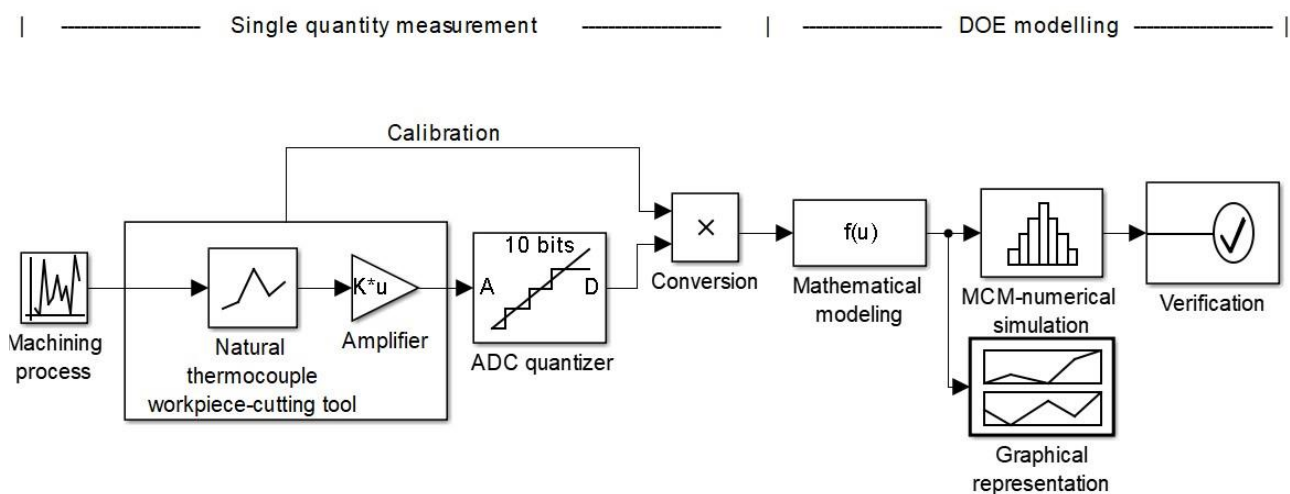 Single quantity measurement
DOE modelling
Calibration
10 bits
A
D
K*u
×
f(u)
Machining
process
Natural
thermocouple
workpiece-cutting tool
Amplifier
ADC quantizer
Conversion
Mathematical
modeling
MCM-numerical
simulation
Verification
Graphical
representation